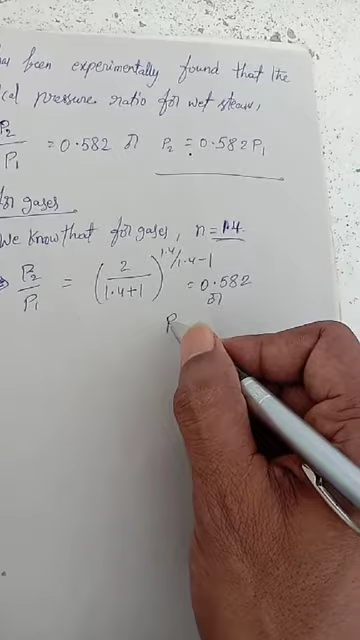 has been experimentally found that the
ical pressure ratio for wet steam,
P2/P1 = 0.582 or P2 = 0.582 P1
for gases
We know that for gases, n = 1.4
P2/P1 = (2/(1.4+1))^1.4/1.4-1 = 0.582
or
P